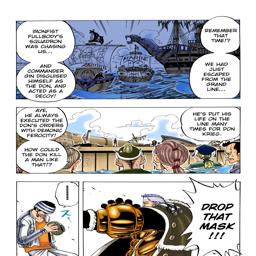 REMEMBER
THAT
TIME!?
WE HAD
JUST
ESCAPED
FROM THE
GRAND
LINE...
IRONFIST
FULLBODY'S
SQUADRON
WAS CHASING
US...
AND
COMMANDER
GIN DISGUISED
HIMSELF AS
THE DON, AND
ACTED AS A
DECOY!
MARINE
HE'S PUT HIS
LIFE ON THE
LINE MANY
TIMES FOR
DON
KRIEG.
AYE,
HE ALWAYS
EXECUTED THE
DON'S ORDERS
WITH DEMONIC
FEROCITY!
HOW COULD
THE DON KILL
A MAN LIKE
THAT!?
DROP
THAT
MASK
!!!